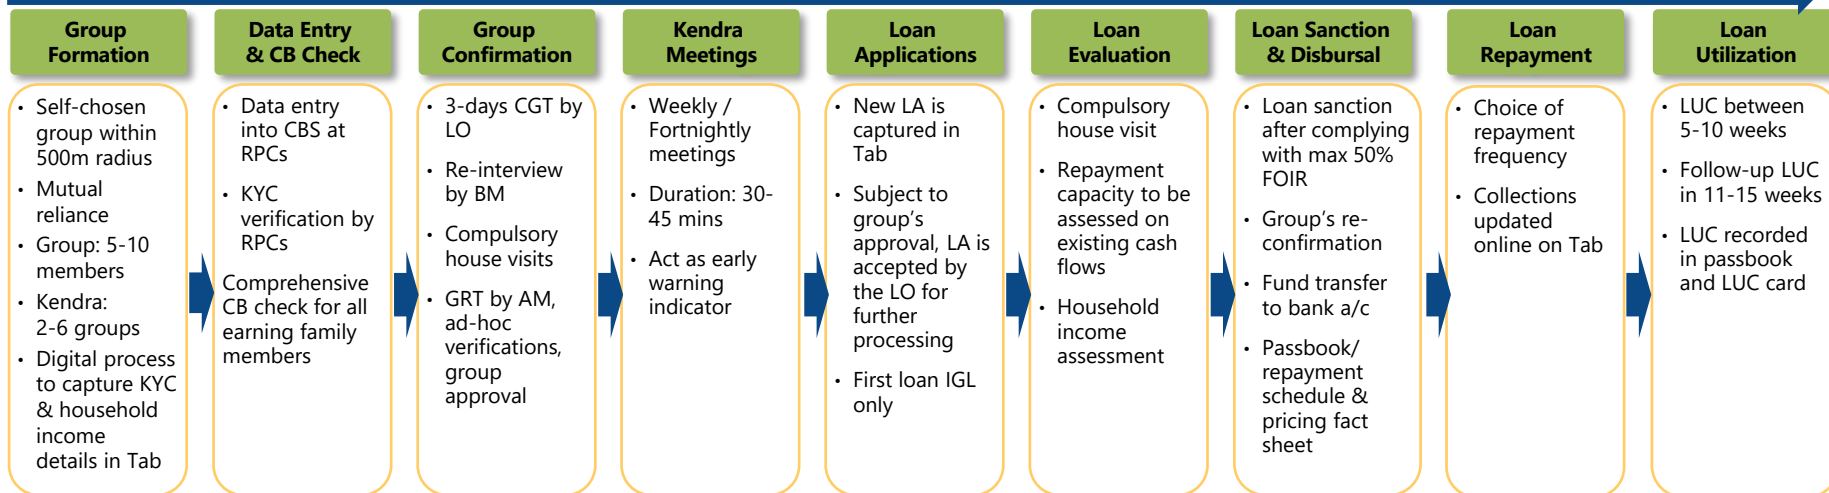 Group
Formation
• Self-chosen
group within
500m radius
• Mutual
reliance
• Group: 5-10
members
• Kendra:
2-6 groups
• Digital process
to capture KYC
& household
income
details in Tab
Data Entry
& CB Check
• Data entry
into CBS at
RPCs
• KYC
verification by
RPCs
Comprehensive
CB check for all
earning family
members
Group
Confirmation
• 3-days CGT by
LO
• Re-interview
by BM
• Compulsory
house visits
• GRT by AM,
ad-hoc
verifications,
group
approval
Kendra
Meetings
• Weekly /
Fortnightly
meetings
• Duration: 30-
45 mins
• Act as early
warning
indicator
Loan
Applications
• New LA is
captured in
Tab
• Subject to
group's
approval, LA is
accepted by
the LO for
further
processing
• First loan IGL
only
Loan
Evaluation
• Compulsory
house visit
• Repayment
capacity to be
assessed on
existing cash
flows
• Household
income
assessment
Loan Sanction
& Disbursal
• Loan sanction
after complying
with max 50%
FOIR
• Group's re-
confirmation
• Fund transfer
to bank a/c
• Passbook/
repayment
schedule &
pricing fact
sheet
Loan
Repayment
• Choice of
repayment
frequency
• Collections
updated
online on Tab
Loan
Utilization
• LUC between
5-10 weeks
• Follow-up LUC
in 11-15 weeks
• LUC recorded
in passbook
and LUC card